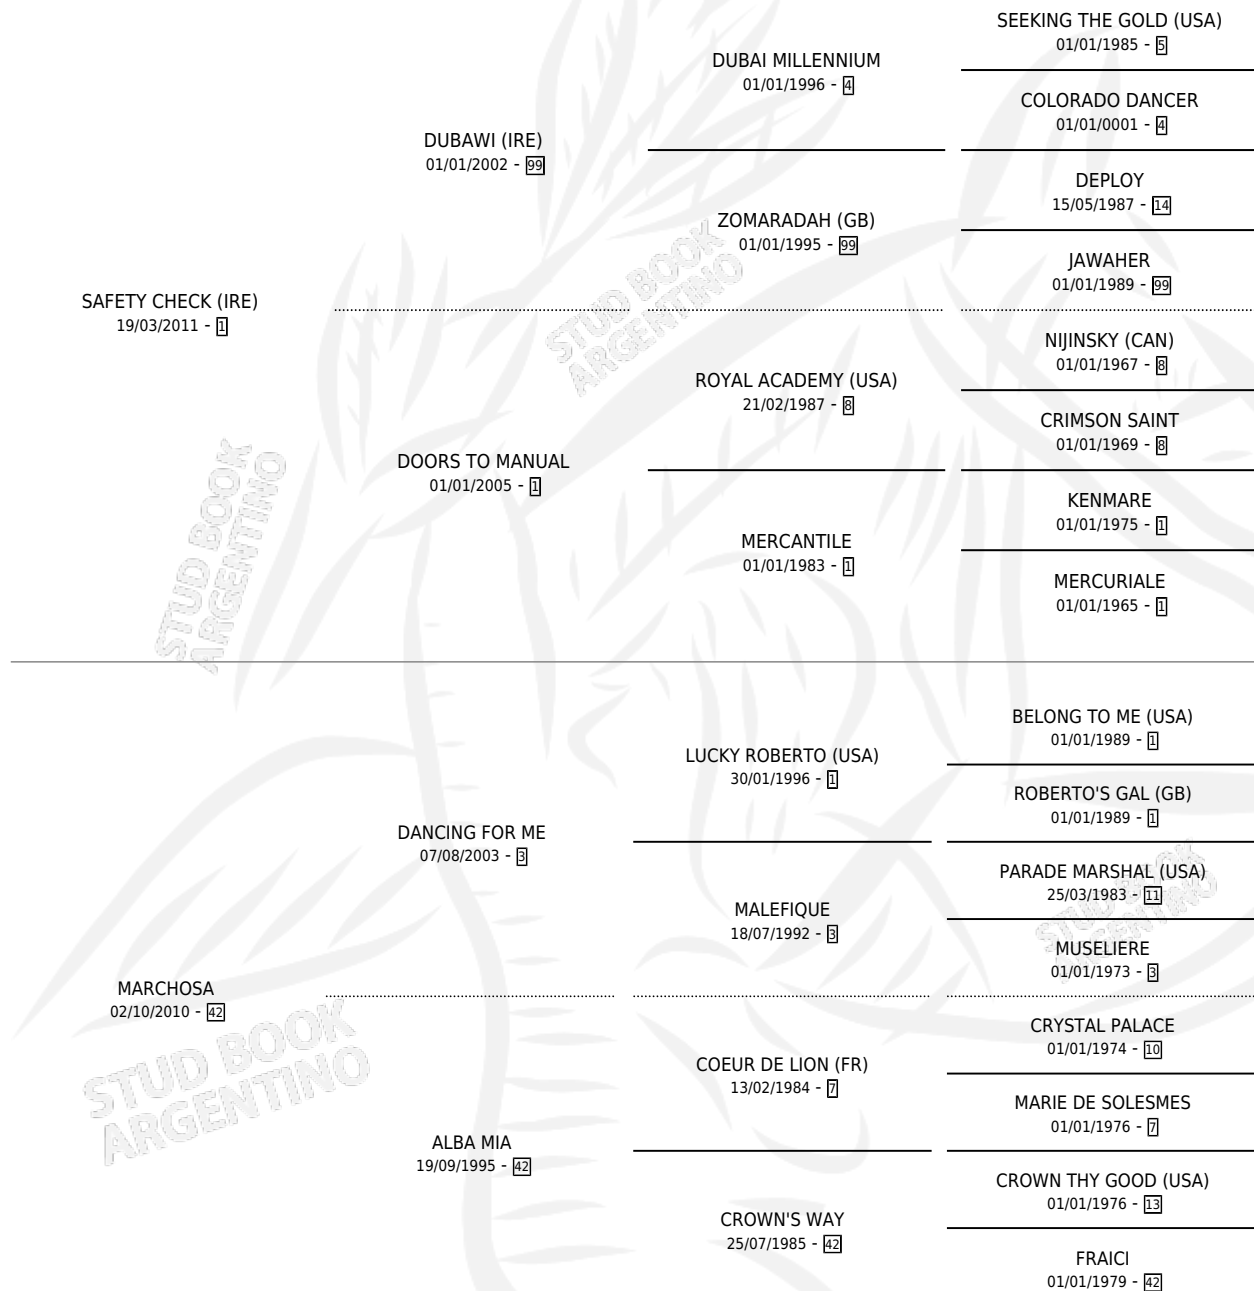 SEEKING THE GOLD (USA)
01/01/1985 - 5
DUBAI MILLENNIUM
01/01/1996 - 4
COLORADO DANCER
01/01/0001 - 4
DUBAWI (IRE)
01/01/2002 - 99
DEPLOY
15/05/1987 - 14
ZOMARADAH (GB)
01/01/1995 - 99
JAWAHER
01/01/1989 - 99
SAFETY CHECK (IRE)
19/03/2011 - 1
STUD BOOK
ARGENTINO
NIJINSKY (CAN)
01/01/1967 - 8
ROYAL ACADEMY (USA)
21/02/1987 - 8
CRIMSON SAINT
01/01/1969 - 8
DOORS TO MANUAL
01/01/2005 - 1
KENMARE
01/01/1975 - 1
MERCANTILE
01/01/1983 - 1
MERCURIALE
01/01/1965 - 1
STUD BOOK
ARGENTINO
BELONG TO ME (USA)
01/01/1989 - 1
LUCKY ROBERTO (USA)
30/01/1996 - 1
ROBERTO'S GAL (GB)
01/01/1989 - 1
DANCING FOR ME
07/08/2003 - 3
PARADE MARSHAL (USA)
25/03/1983 - 11
MALEFIQUE
18/07/1992 - 3
STUD BOOK
ARGENTINO
MUSELIERE
01/01/1973 - 3
MARCHOSA
02/10/2010 - 42
STUD BOOK
ARGENTINO
CRYSTAL PALACE
01/01/1974 - 10
COEUR DE LION (FR)
13/02/1984 - 7
MARIE DE SOLESMES
01/01/1976 - 7
ALBA MIA
19/09/1995 - 42
CROWN THY GOOD (USA)
01/01/1976 - 13
CROWN'S WAY
25/07/1985 - 42
FRAICI
01/01/1979 - 42